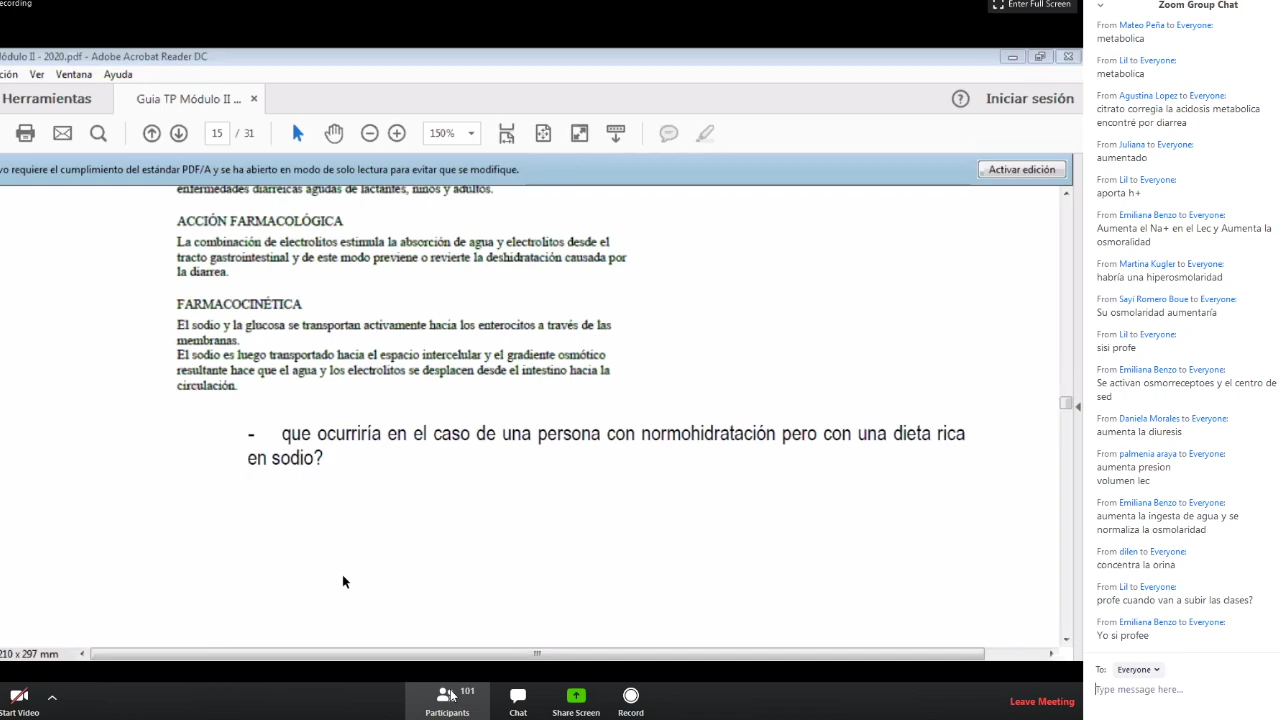 ecording
Enter Full Screen
ódulo II - 2020.pdf - Adobe Acrobat Reader DC
ción Ver Ventana Ayuda
Herramientas
Guia TP Módulo II ... ×
Iniciar sesión
15 / 31
150%
vo requiere el cumplimiento del estándar PDF/A y se ha abierto en modo de solo lectura para evitar que se modifique.
Activar edición
enfermedades diarreicas agudas de lactantes, niños y adultos.
ACCIÓN FARMACOLÓGICA
La combinación de electrolitos estimula la absorción de agua y electrolitos desde el
tracto gastrointestinal y de este modo previene o revierte la deshidratación causada por
la diarrea.
FARMACOCINÉTICA
El sodio y la glucosa se transportan activamente hacia los enterocitos a través de las
membranas.
El sodio es luego transportado hacia el espacio intercelular y el gradiente osmótico
resultante hace que el agua y los electrolitos se desplacen desde el intestino hacia la
circulación.
- que ocurriría en el caso de una persona con normohidratación pero con una dieta rica
en sodio?
210 x 297 mm
Start Video
101
Participants
Chat
Share Screen
Record
Leave Meeting
Zoom Group Chat
From Mateo Peña to Everyone:
metabolica
From Lil to Everyone:
metabolica
From Agustina Lopez to Everyone:
citrato corregia la acidosis metabolica
encontré por diarrea
From Juliana to Everyone:
aumentado
From Lil to Everyone:
aporta h+
From Emiliana Benzo to Everyone:
Aumenta el Na+ en el Lec y Aumenta la
osmoralidad
From Martina Kugler to Everyone:
habría una hiperosmolaridad
From Sayi Romero Boue to Everyone:
Su osmolaridad aumentaría
From Lil to Everyone:
sisi profe
From Emiliana Benzo to Everyone:
Se activan osmorreceptoes y el centro de
sed
From Daniela Morales to Everyone:
aumenta la diuresis
From palmenia araya to Everyone:
aumenta presion
volumen lec
From Emiliana Benzo to Everyone:
aumenta la ingesta de agua y se
normaliza la osmolaridad
From dilen to Everyone:
concentra la orina
From Lil to Everyone:
profe cuando van a subir las clases?
From Emiliana Benzo to Everyone:
Yo si profee
To: Everyone
Type message here...